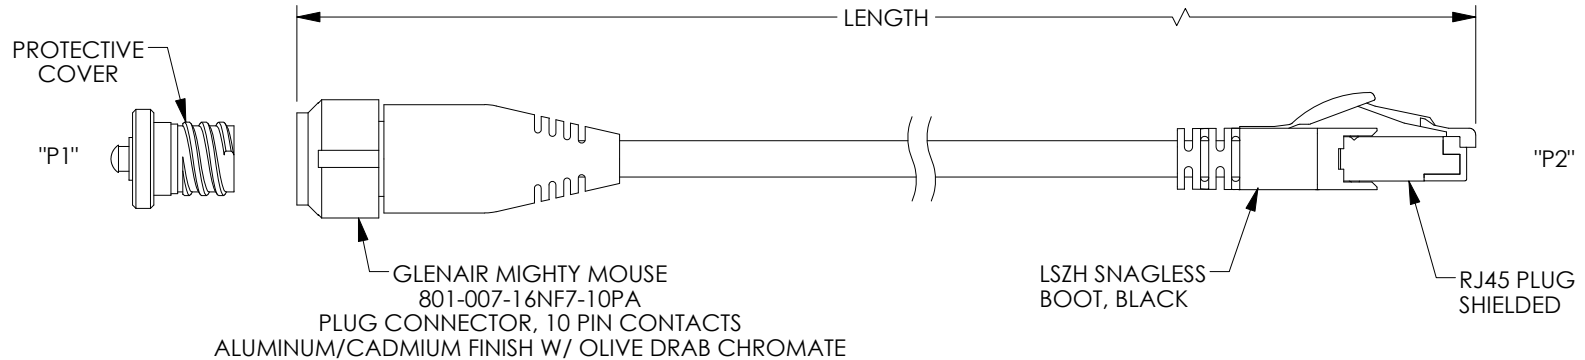 LENGTH
PROTECTIVE
COVER
"P1"
"P2"
GLENAIR MIGHTY MOUSE
801-007-16NF7-10PA
PLUG CONNECTOR, 10 PIN CONTACTS
ALUMINUM/CADMIUM FINISH W/ OLIVE DRAB CHROMATE
LSZH SNAGLESS
BOOT, BLACK
RJ45 PLUG
SHIELDED